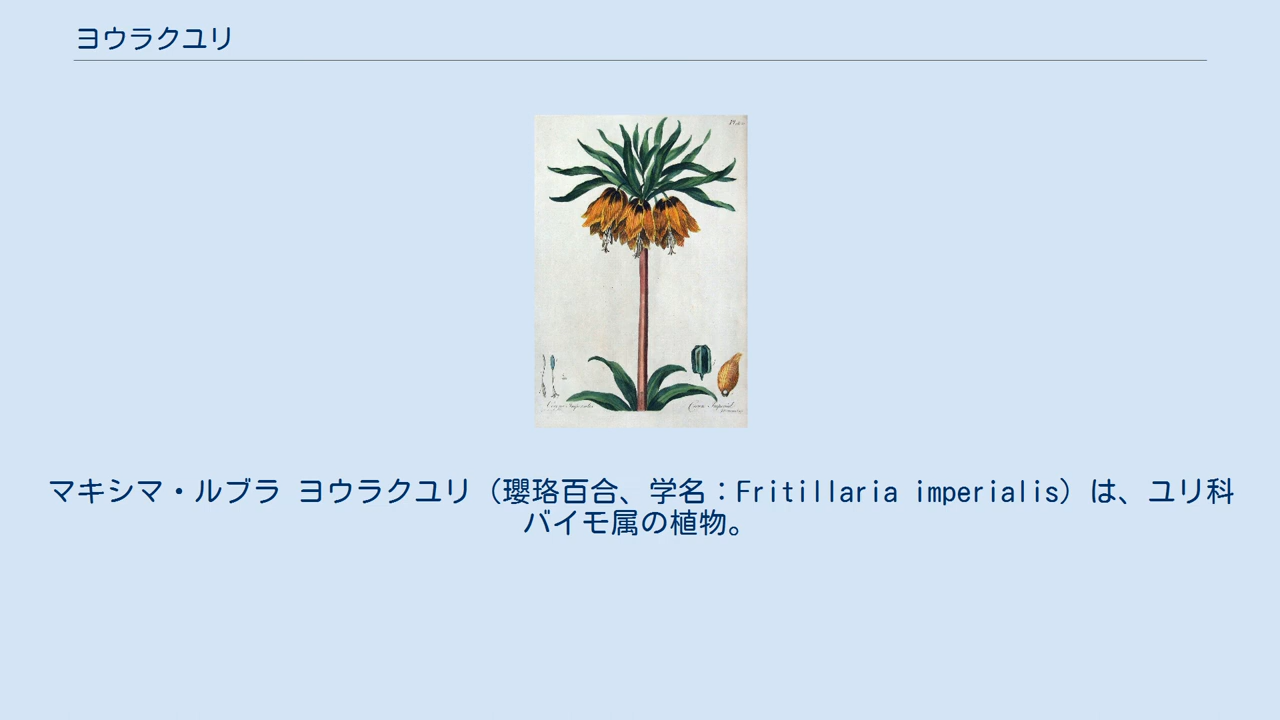 ヨウラクユリ
マキシマ・ルブラ ヨウラクユリ（瓔珞百合、学名：Fritillaria imperialis）は、ユリ科
バイモ属の植物。